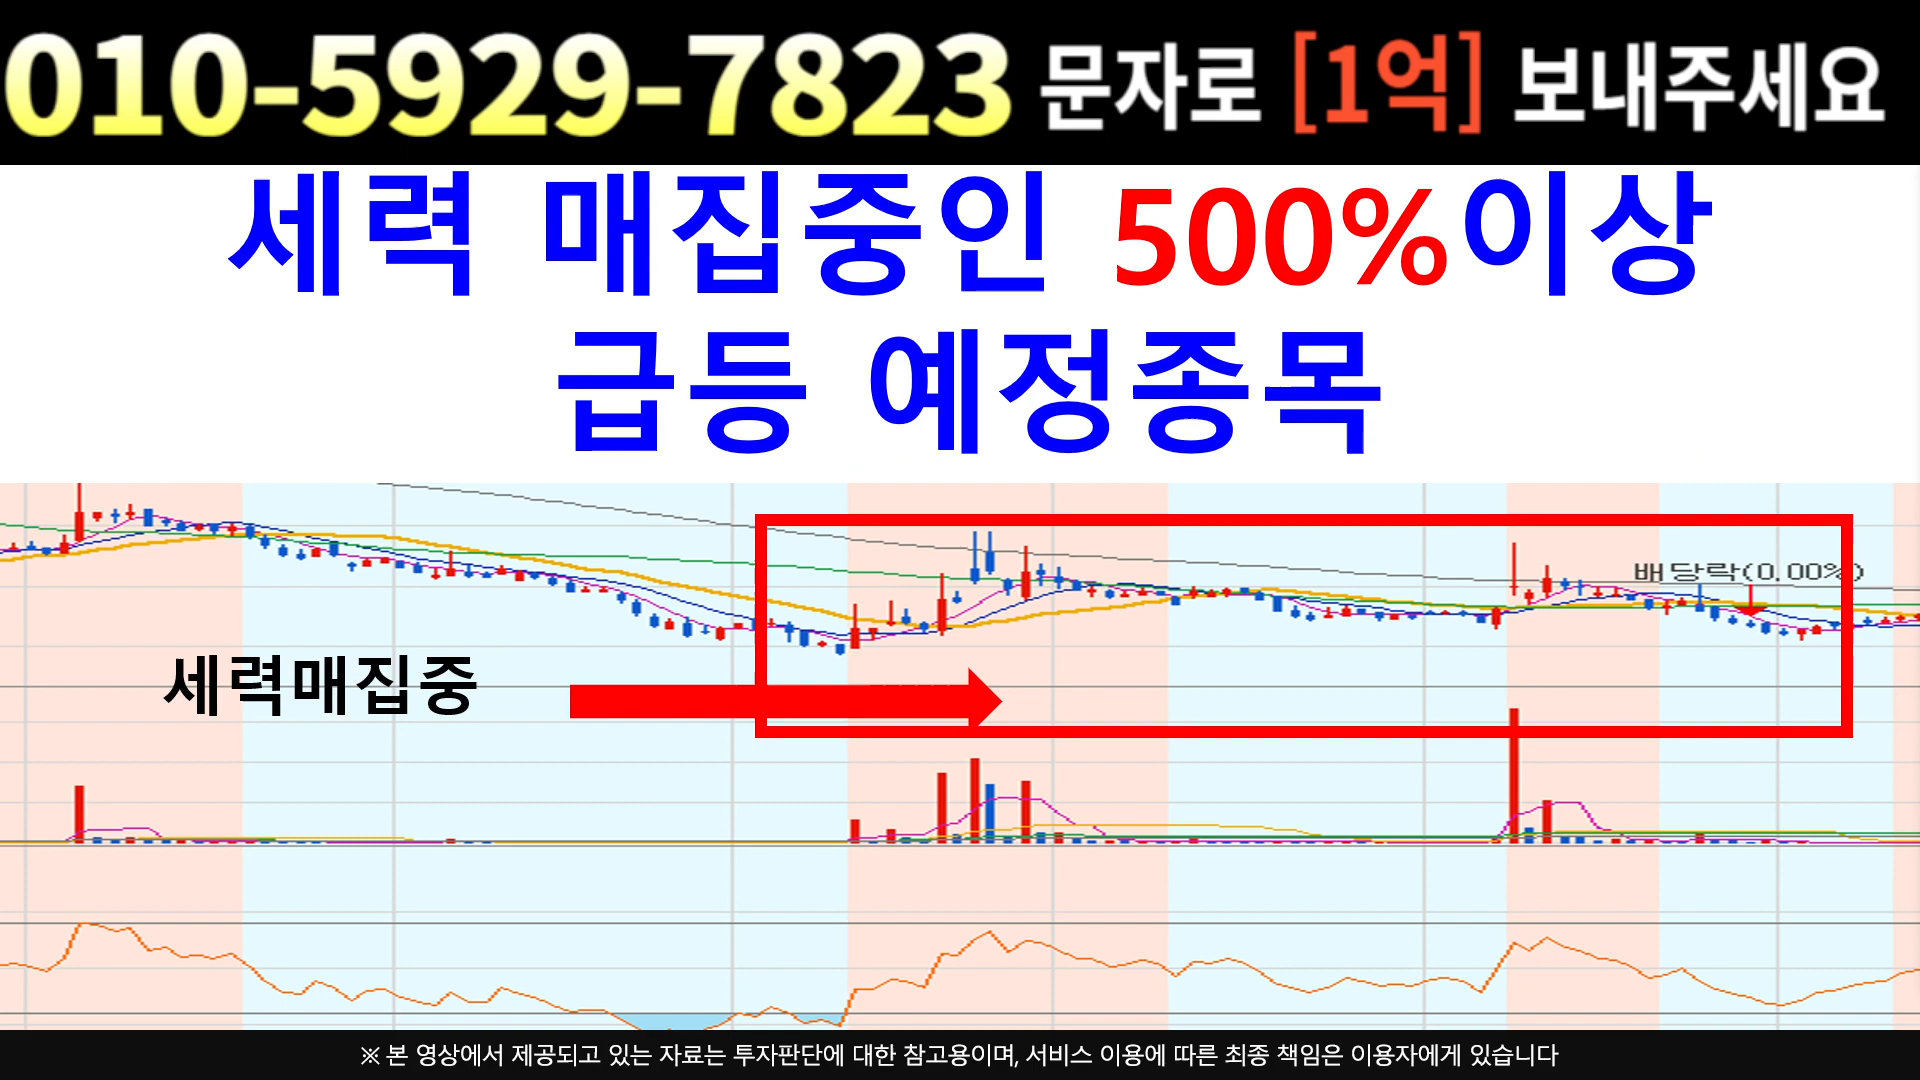 010-5929-7823 문자로 [1억] 보내주세요
세력 매집중인 500%이상
급등 예정종목
배당락(0.00%)
세력매집중
※ 본 영상에서 제공되고 있는 자료는 투자판단에 대한 참고용이며, 서비스 이용에 따른 최종 책임은 이용자에게 있습니다